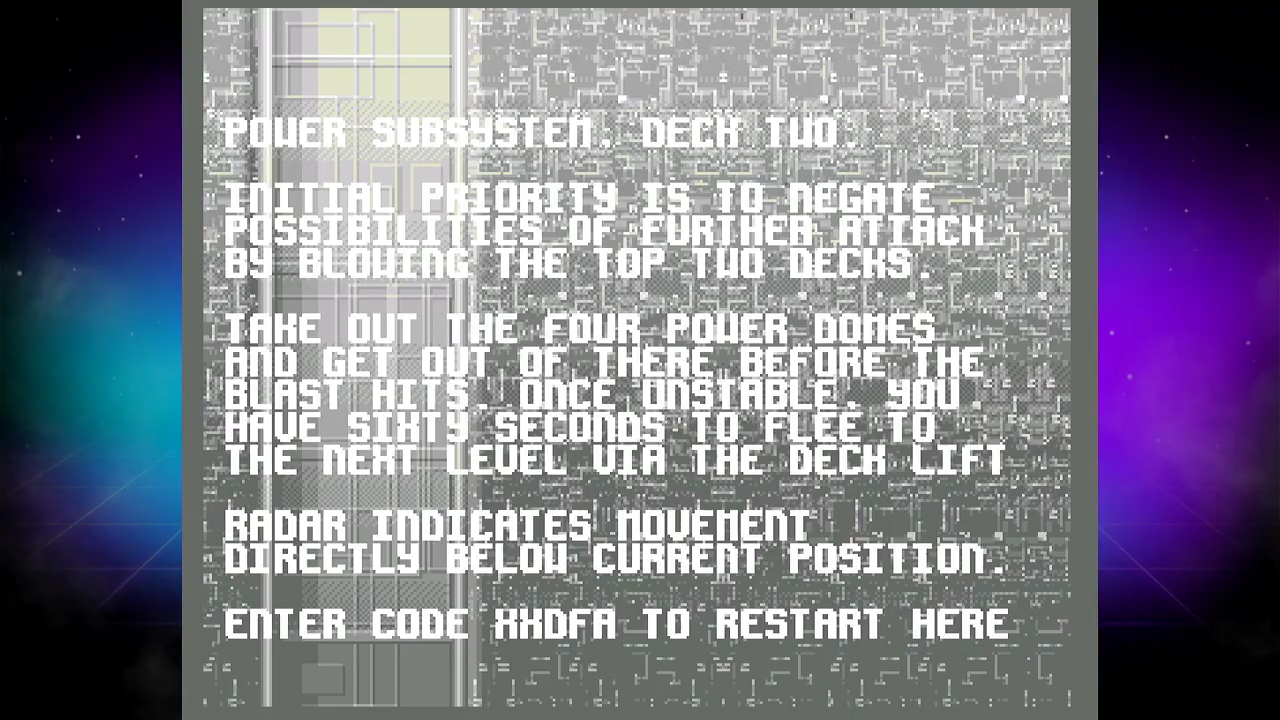 POWER SUBSYSTEM. DECK TWO.
INITIAL PRIORITY IS TO NEGATE
POSSIBILITIES OF FURTHER ATTACK
BY BLOWING THE TOP TWO DECKS.
TAKE OUT THE FOUR POWER DOMES
AND GET OUT OF THERE BEFORE THE
BLAST HITS. ONCE UNSTABLE. YOU
HAVE SIXTY SECONDS TO FLEE TO
THE NEXT LEVEL VIA THE DECK LIFT
RADAR INDICATES MOVEMENT
DIRECTLY BELOW CURRENT POSITION.
ENTER CODE XXDFA TO RESTART HERE